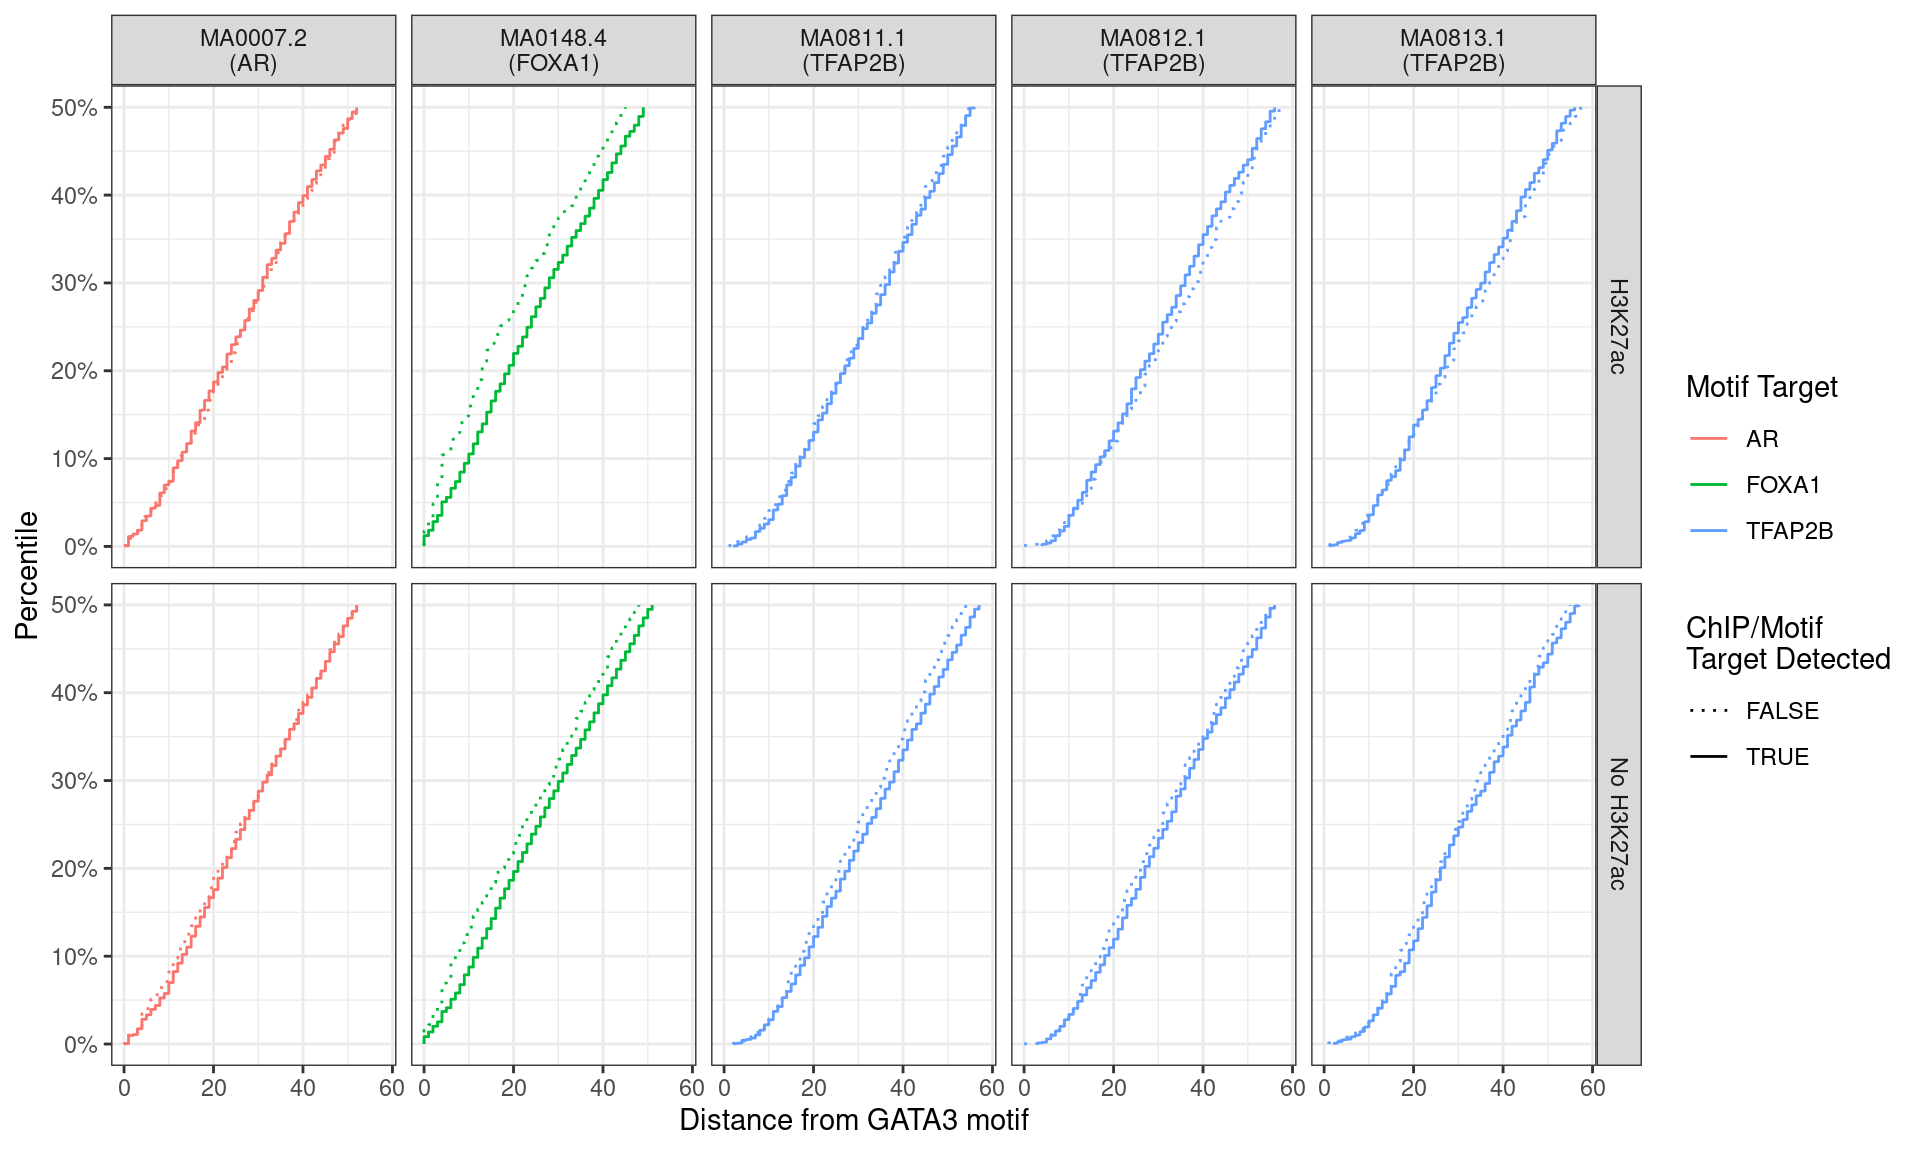 MA0007.2
(AR)
MA0148.4
(FOXA1)
MA0811.1
(TFAP2B)
MA0812.1
(TFAP2B)
MA0813.1
(TFAP2B)
50%
40%
30%
20%
10%
0%
H3K27ac
50%
40%
30%
20%
10%
0%
No H3K27ac
Percentile
0 20 40 60
0 20 40 60
0 20 40 60
0 20 40 60
0 20 40 60
Distance from GATA3 motif
Motif Target
AR
FOXA1
TFAP2B
ChIP/Motif
Target Detected
FALSE
TRUE